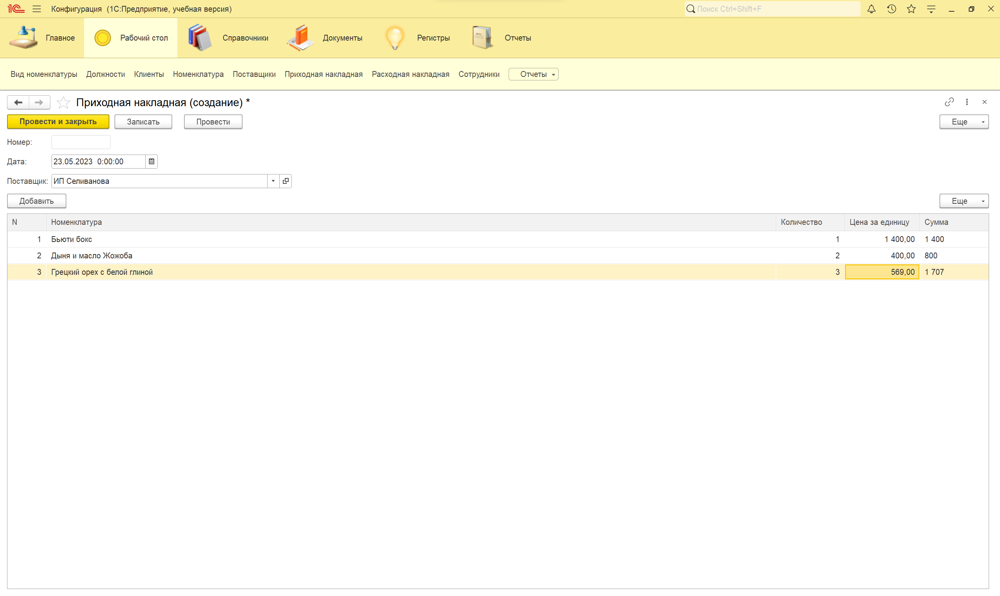 1С Конфигурация (1С:Предприятие, учебная версия) Поиск Ctrl+Shift+F
Главное Рабочий стол Справочники Документы Регистры Отчеты
Вид номенклатуры Должности Клиенты Номенклатура Поставщики Приходная накладная Расходная накладная Сотрудники Отчеты
Приходная накладная (создание) *
Провести и закрыть Записать Провести Еще
Номер:
Дата: 23.05.2023 0:00:00
Поставщик: ИП Селиванова
Добавить Еще
N Номенклатура Количество Цена за единицу Сумма
1 Бьюти бокс 1 1 400,00 1 400
2 Дыня и масло Жожоба 2 400,00 800
3 Грецкий орех с белой глиной 3 569,00 1 707